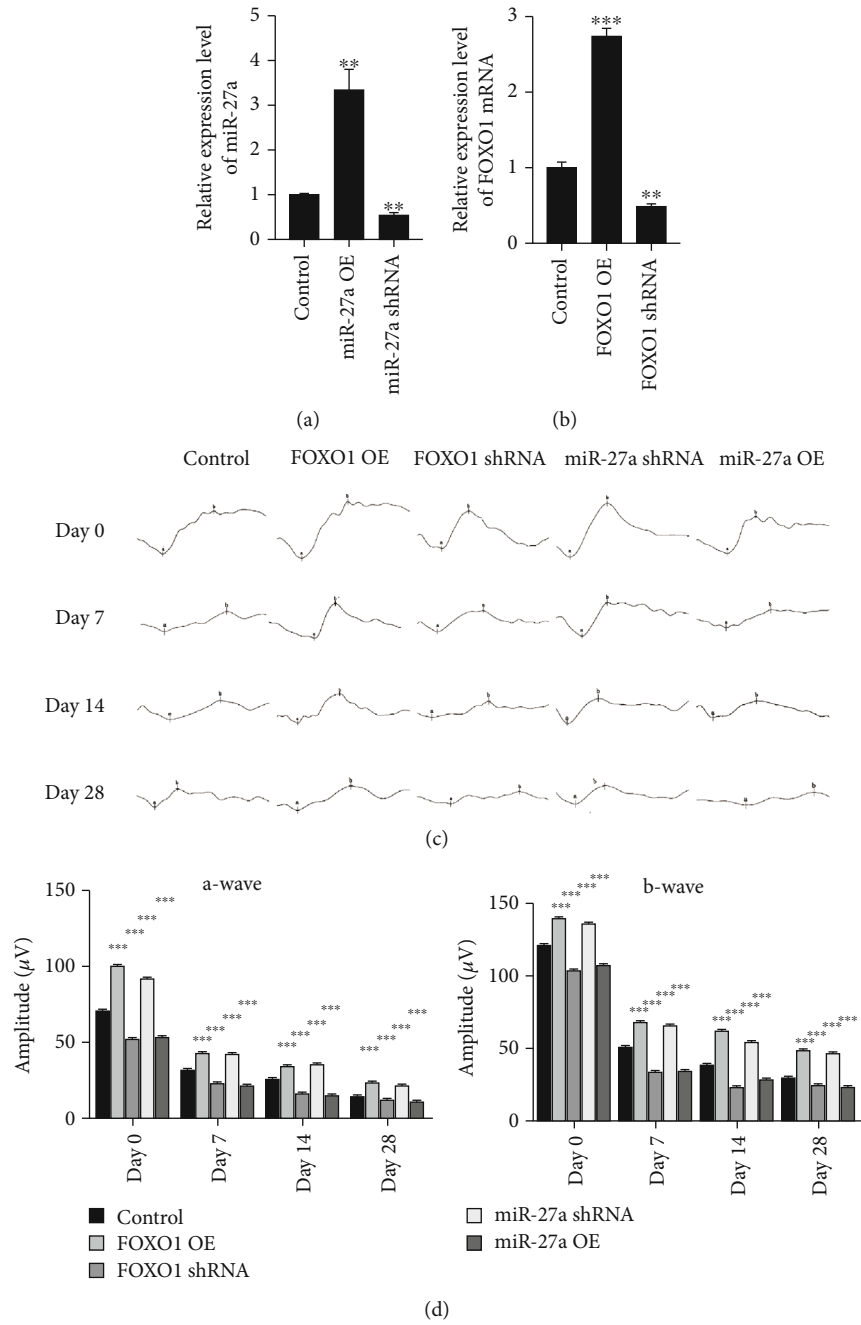 Relative expression level
of miR-27a
5
4
3
2
1
0
**
**
Control
miR-27a OE
miR-27a shRNA
(a)
Relative expression level
of FOXO1 mRNA
3
2
1
0
***
**
Control
FOXO1 OE
FOXO1 shRNA
(b)
Control FOXO1 OE FOXO1 shRNA miR-27a shRNA miR-27a OE
Day 0
a b a b a b a b a b
Day 7
a b a b a b a b a b
Day 14
a b a b a b a b a b
Day 28
a b a b a b a b a b
(c)
a-wave
Amplitude (μV)
150
100
50
0
*** *** *** ***
*** *** *** ***
*** *** *** ***
*** *** *** ***
Day 0
Day 7
Day 14
Day 28
b-wave
Amplitude (μV)
150
100
50
0
*** *** *** ***
*** *** *** ***
*** *** *** ***
*** *** *** ***
Day 0
Day 7
Day 14
Day 28
Control
FOXO1 OE
FOXO1 shRNA
miR-27a shRNA
miR-27a OE
(d)